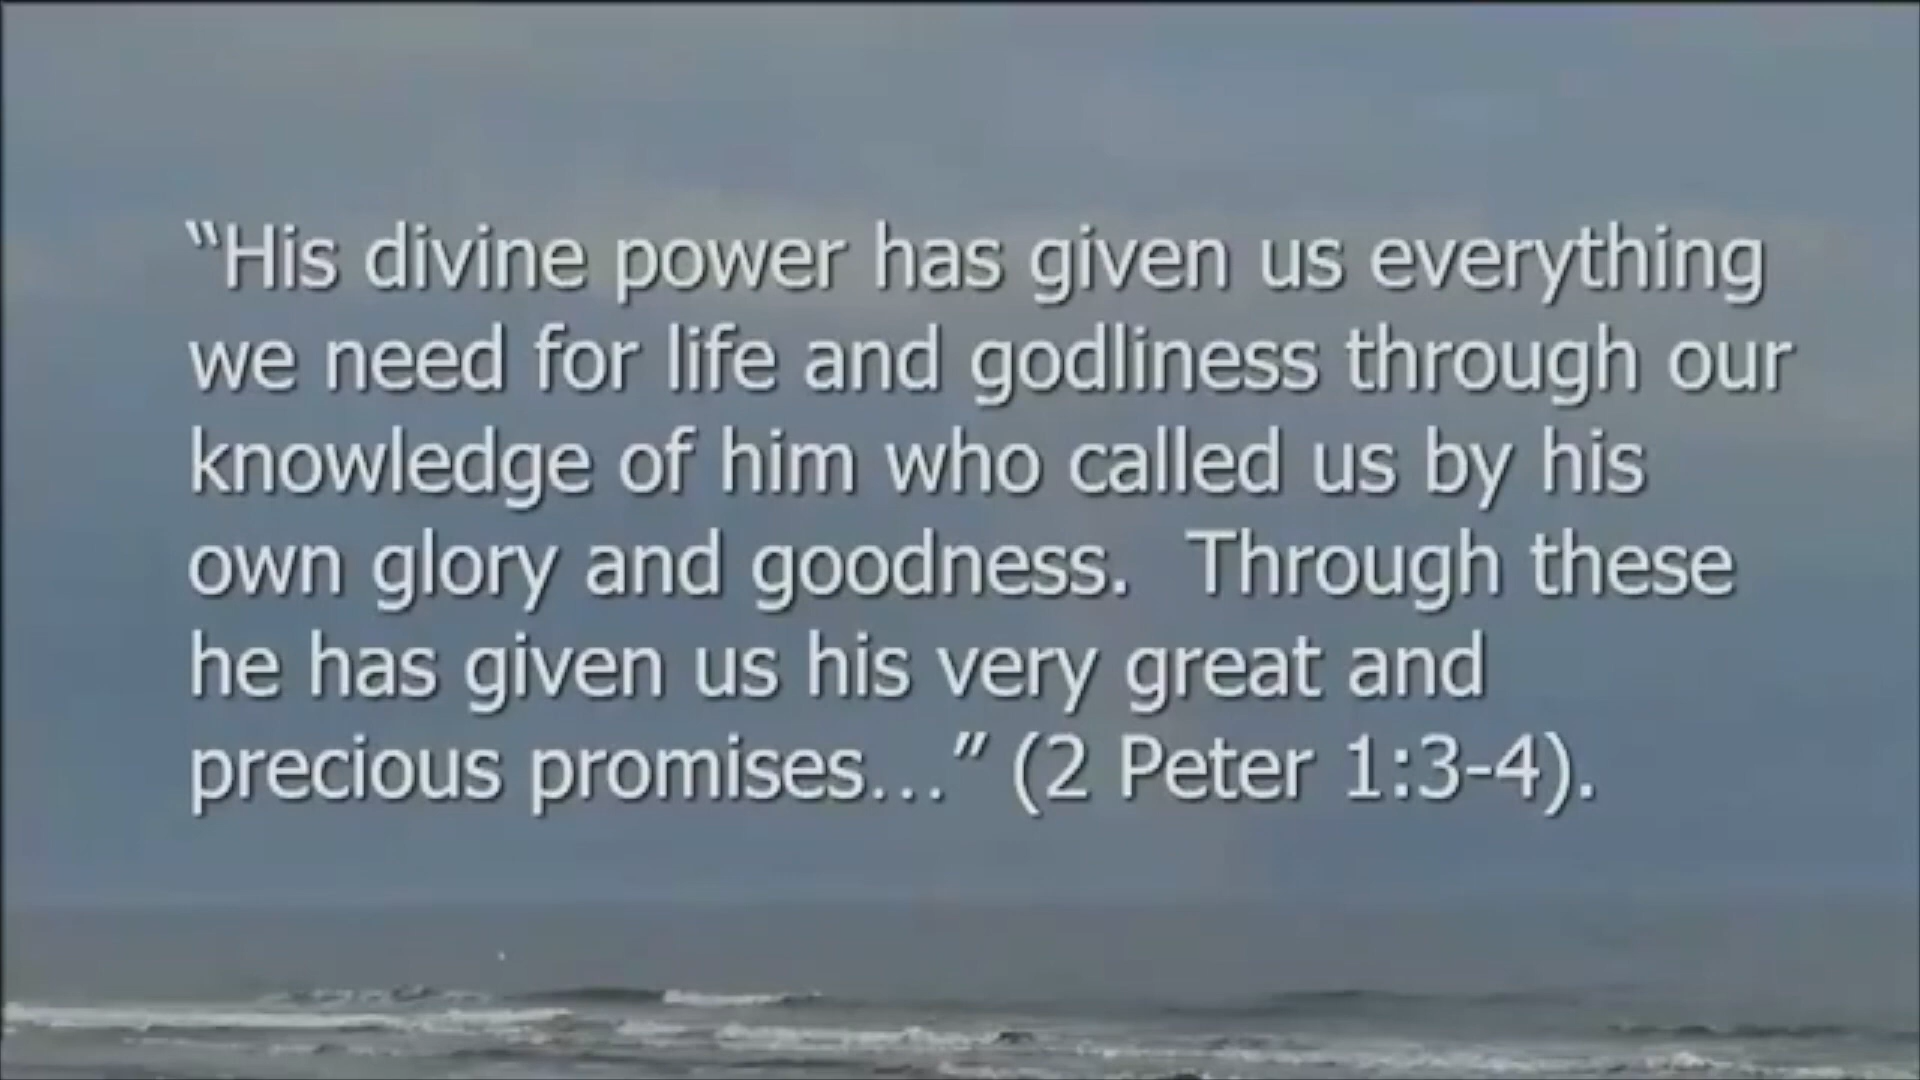 “His divine power has given us everything
we need for life and godliness through our
knowledge of him who called us by his
own glory and goodness.  Through these
he has given us his very great and
precious promises…” (2 Peter 1:3-4).